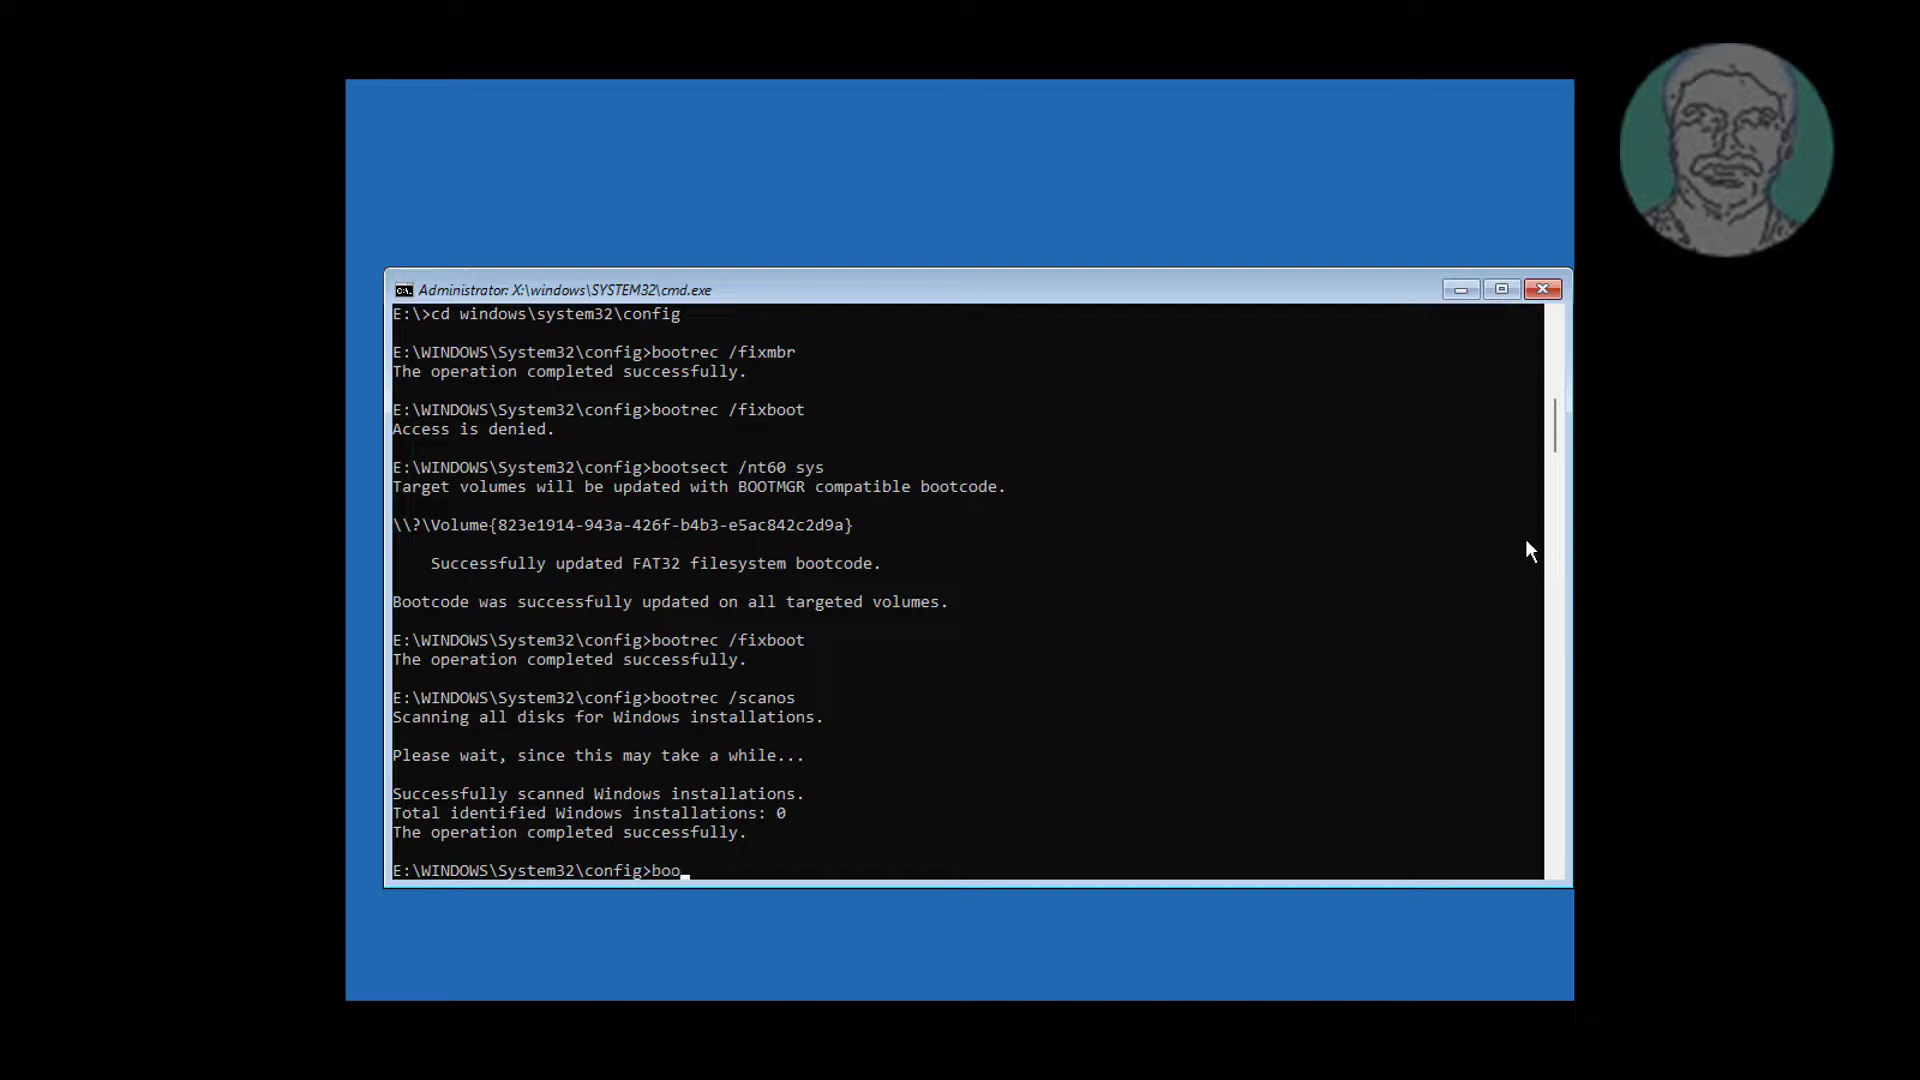 Administrator: X:\windows\SYSTEM32\cmd.exe
E:\>cd windows\system32\config
E:\WINDOWS\System32\config>bootrec /fixmbr
The operation completed successfully.
E:\WINDOWS\System32\config>bootrec /fixboot
Access is denied.
E:\WINDOWS\System32\config>bootsect /nt60 sys
Target volumes will be updated with BOOTMGR compatible bootcode.
\\?\Volume{823e1914-943a-426f-b4b3-e5ac842c2d9a}
Successfully updated FAT32 filesystem bootcode.
Bootcode was successfully updated on all targeted volumes.
E:\WINDOWS\System32\config>bootrec /fixboot
The operation completed successfully.
E:\WINDOWS\System32\config>bootrec /scanos
Scanning all disks for Windows installations.
Please wait, since this may take a while...
Successfully scanned Windows installations.
Total identified Windows installations: 0
The operation completed successfully.
E:\WINDOWS\System32\config>boo